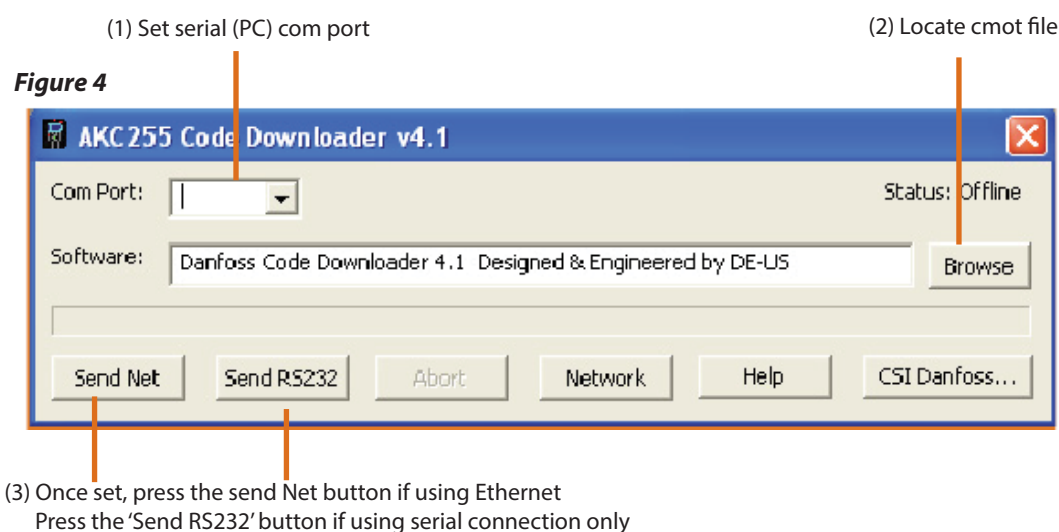 (1) Set serial (PC) com port
(2) Locate cmot file
Figure 4
AKC255 Code Downloader v4.1
Com Port:
Status: Offline
Software:
Danfoss Code Downloader 4.1 Designed & Engineered by DE-US
Browse
Send Net
Send RS232
Abort
Network
Help
CSI Danfoss...
(3) Once set, press the send Net button if using Ethernet
Press the 'Send RS232' button if using serial connection only